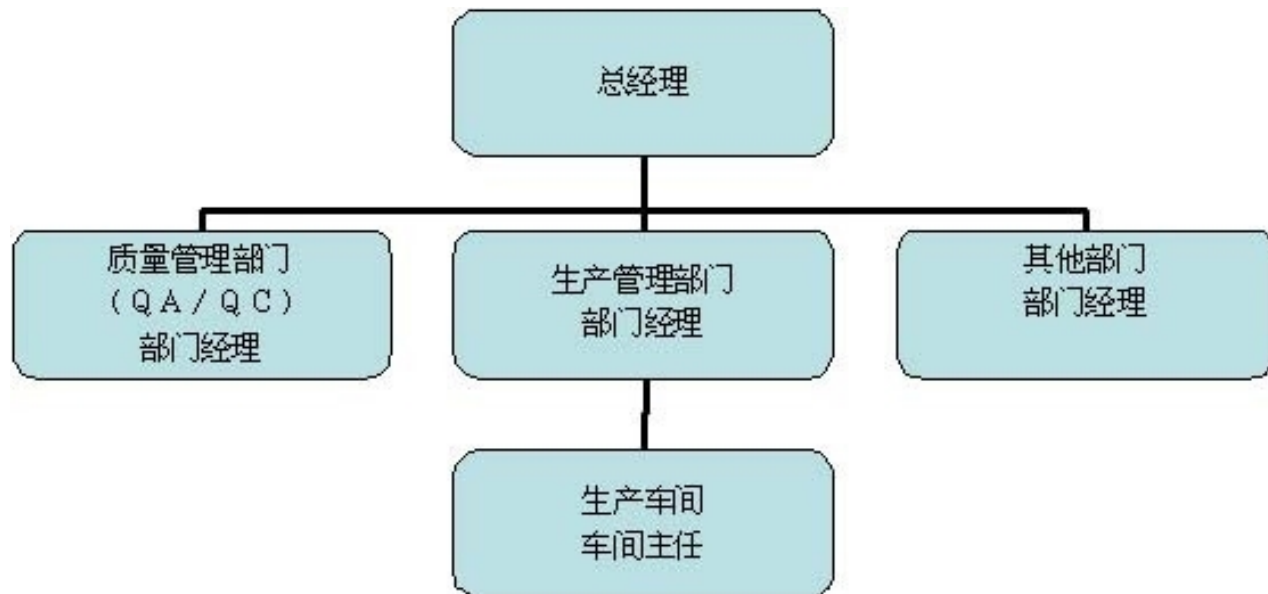 总经理
质量管理部门
（ＱＡ/ＱＣ）
部门经理
生产管理部门
部门经理
其他部门
部门经理
生产车间
车间主任